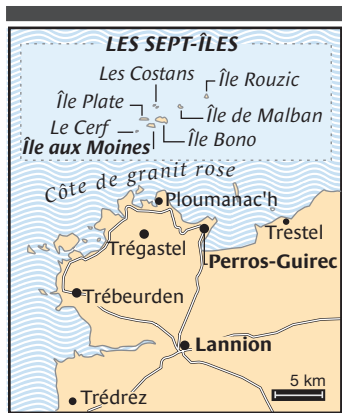 LES SEPT-ÎLES
Les Costans
Île Rouzic
Île Plate
Île de Malban
Le Cerf
Île Bono
Île aux Moines
Côte de granit rose
Ploumanac'h
Trestel
Trégastel
Perros-Guirec
Trébeurden
Lannion
5 km
Trédrez